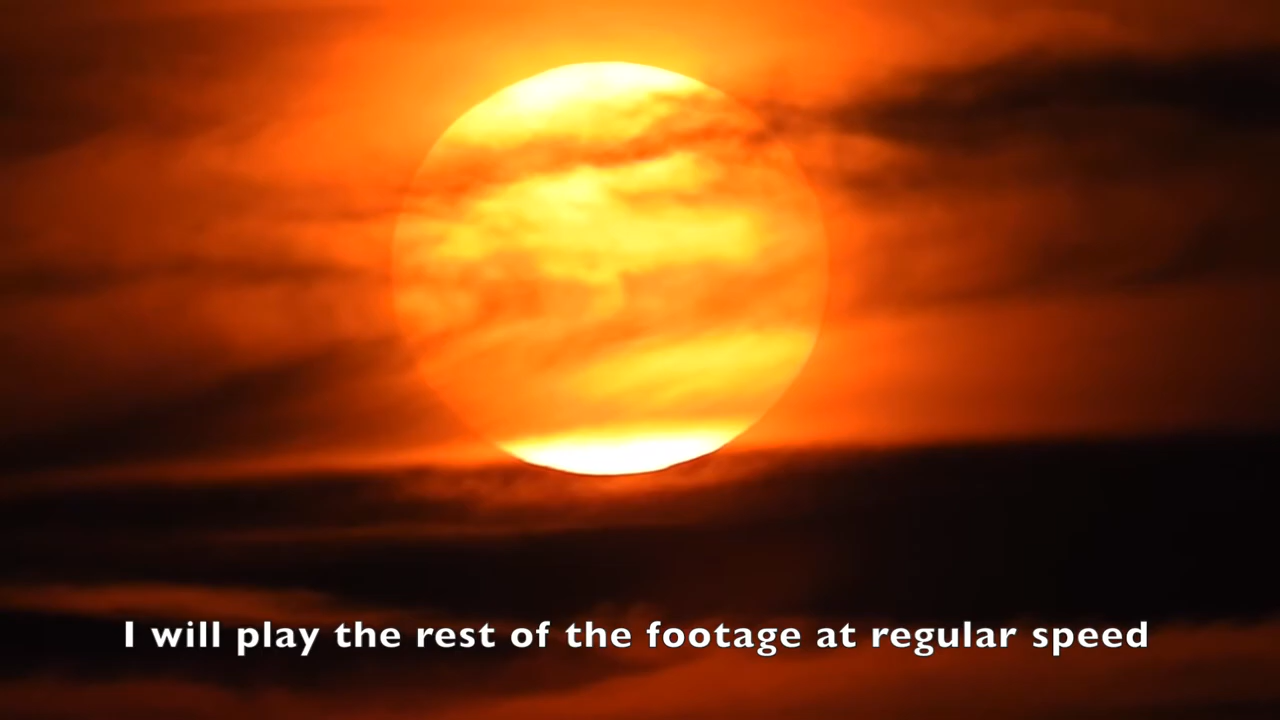 I will play the rest of the footage at regular speed